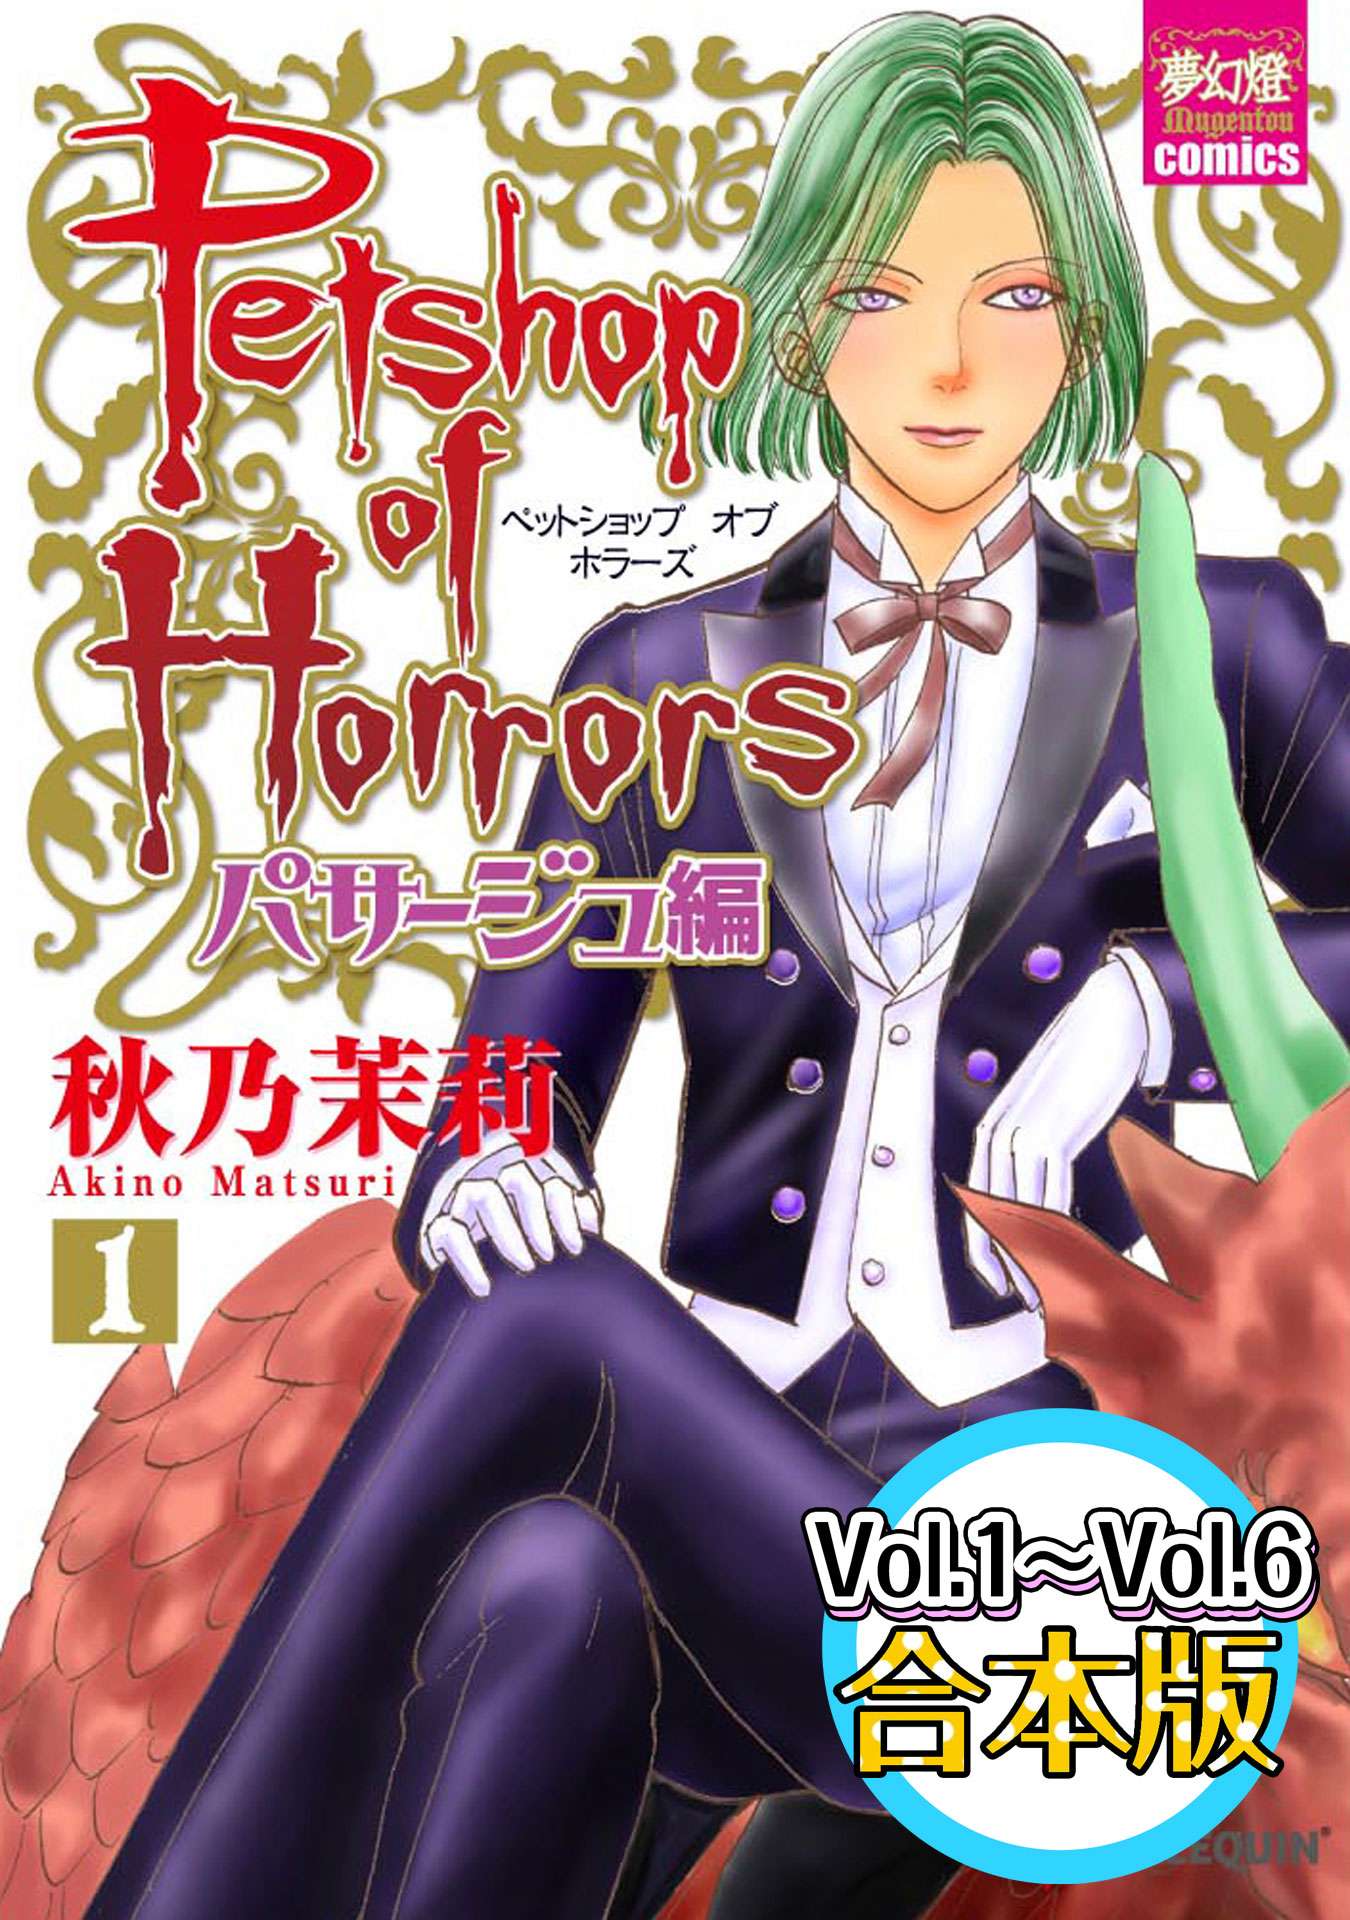 夢幻燈
Mugentou
comics
Petshop
of
Horrors
ペットショップ オブ
ホラーズ
パサージュ編
秋乃茉莉
Akino Matsuri
1
Vol.1～Vol.6
合本版
EQUIN®